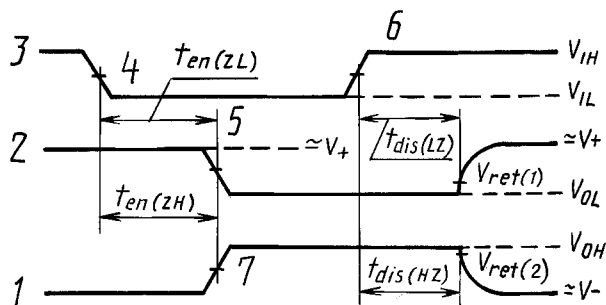 3
4
6
t_en(ZL)
V_IH
V_IL
5
2
≃V+
t_dis(LZ)
≃V+
V_ret(1)
t_en(ZH)
V_OL
V_OH
7
1
t_dis(HZ)
V_ret(2)
≃V-